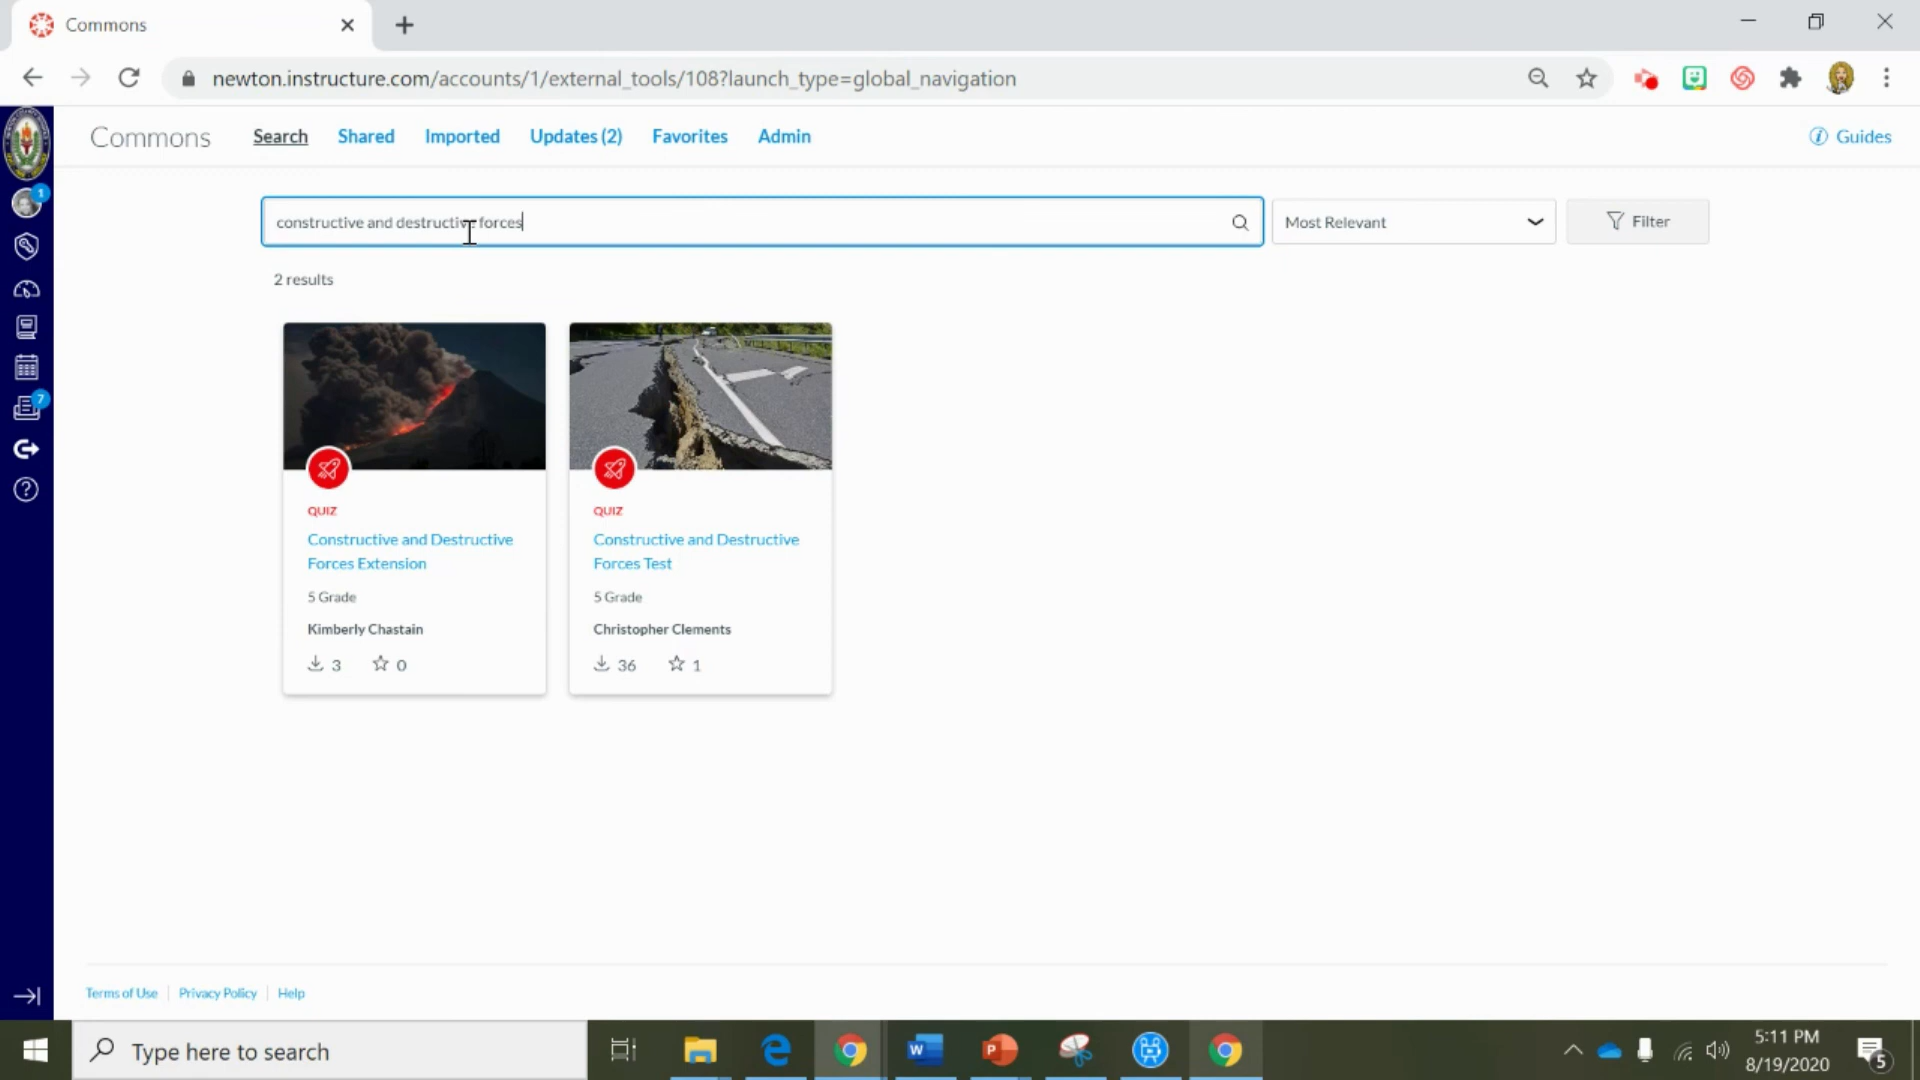 Commons
newton.instructure.com/accounts/1/external_tools/108?launch_type=global_navigation
Commons
Search
Shared
Imported
Updates (2)
Favorites
Admin
Guides
1
7
constructive and destructive forces
Most Relevant
Filter
2 results
QUIZ
Constructive and Destructive
Forces Extension
5 Grade
Kimberly Chastain
3
0
QUIZ
Constructive and Destructive
Forces Test
5 Grade
Christopher Clements
36
1
Terms of Use
Privacy Policy
Help
Type here to search
5:11 PM
8/19/2020
5